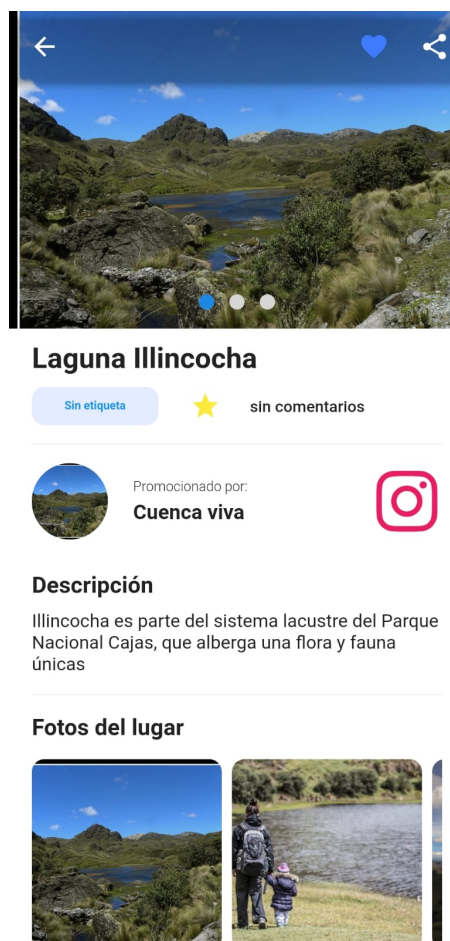 Laguna Illincocha
Sin etiqueta
sin comentarios
Promocionado por:
Cuenca viva
Descripción
Illincocha es parte del sistema lacustre del Parque
Nacional Cajas, que alberga una flora y fauna
únicas
Fotos del lugar